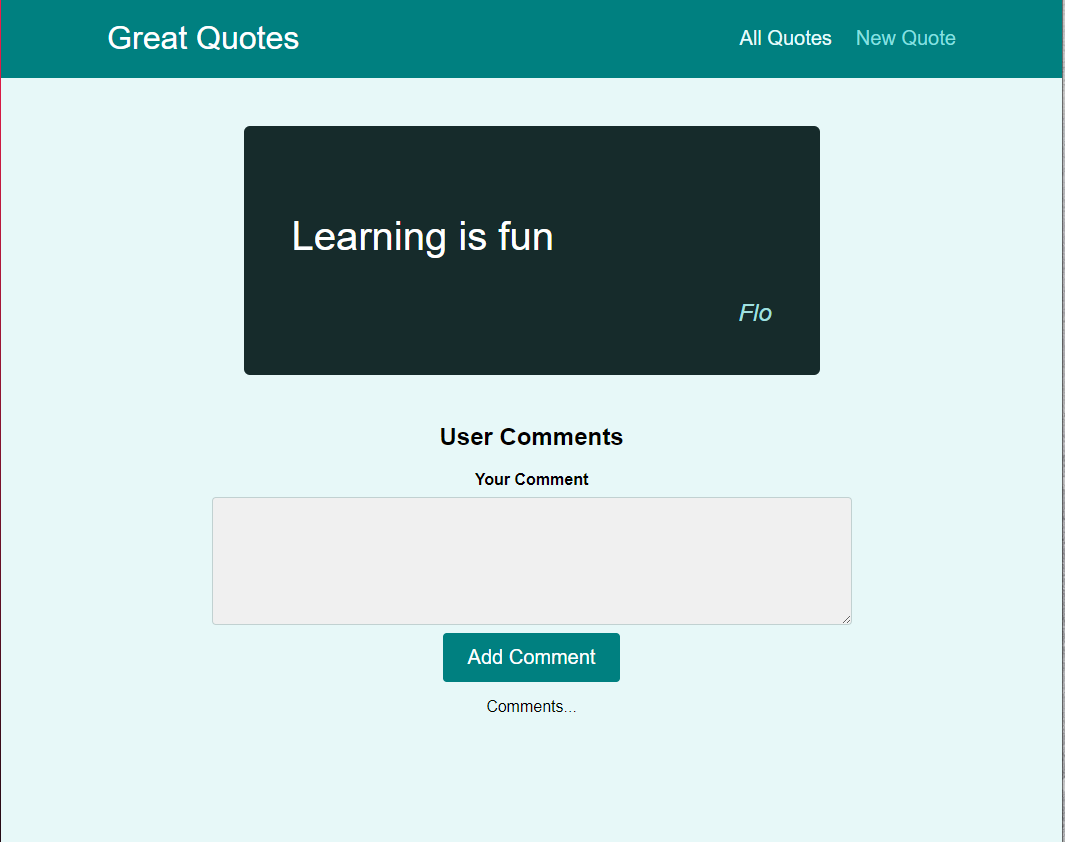 Great Quotes
All Quotes
New Quote
Learning is fun
Flo
User Comments
Your Comment
Add Comment
Comments...